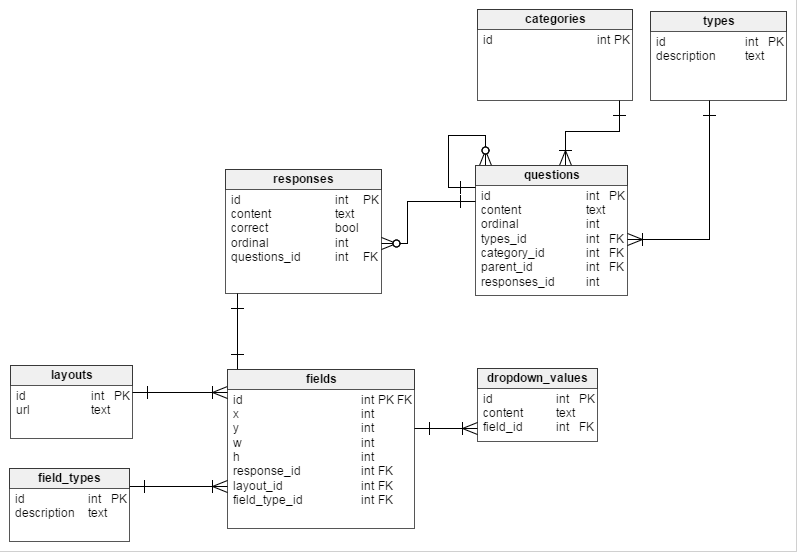 categories
id int PK
types
id int PK
description text
responses
id int PK
content text
correct bool
ordinal int
questions_id int FK
questions
id int PK
content text
ordinal int
types_id int FK
category_id int FK
parent_id int FK
responses_id int
layouts
id int PK
url text
fields
id int PK FK
x int
y int
w int
h int
response_id int FK
layout_id int FK
field_type_id int FK
dropdown_values
id int PK
content text
field_id int FK
field_types
id int PK
description text